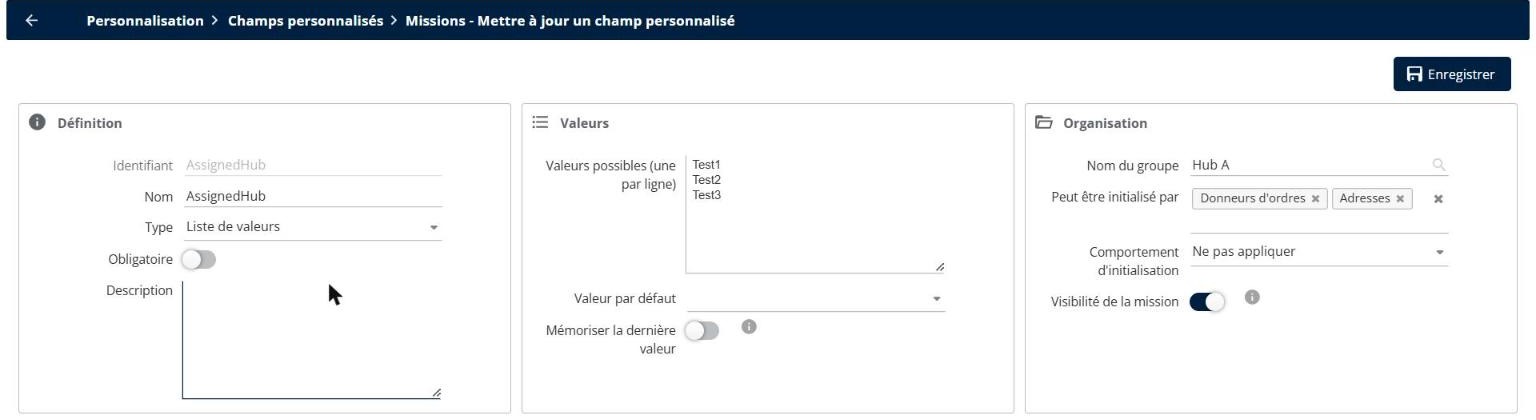 Personnalisation > Champs personnalisés > Missions - Mettre à jour un champ personnalisé
Enregistrer
Définition
Identifiant AssignedHub
Nom AssignedHub
Type Liste de valeurs
Obligatoire
Description
Valeurs
Valeurs possibles (une
par ligne)
Test1
Test2
Test3
Valeur par défaut
Mémoriser la dernière
valeur
Organisation
Nom du groupe Hub A
Peut être initialisé par Donneurs d'ordres × Adresses ×
Comportement
d'initialisation
Ne pas appliquer
Visibilité de la mission